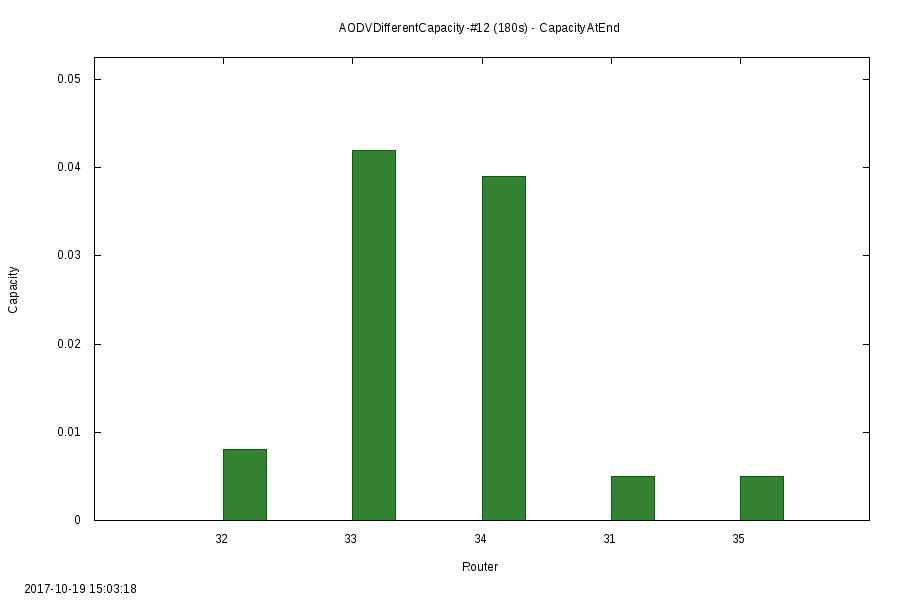 AODVDifferentCapacity-#12 (180s) - CapacityAtEnd
0.05
0.04
0.03
0.02
0.01
0
Capacity
32 33 34 31 35
Router
2017-10-19 15:03:18